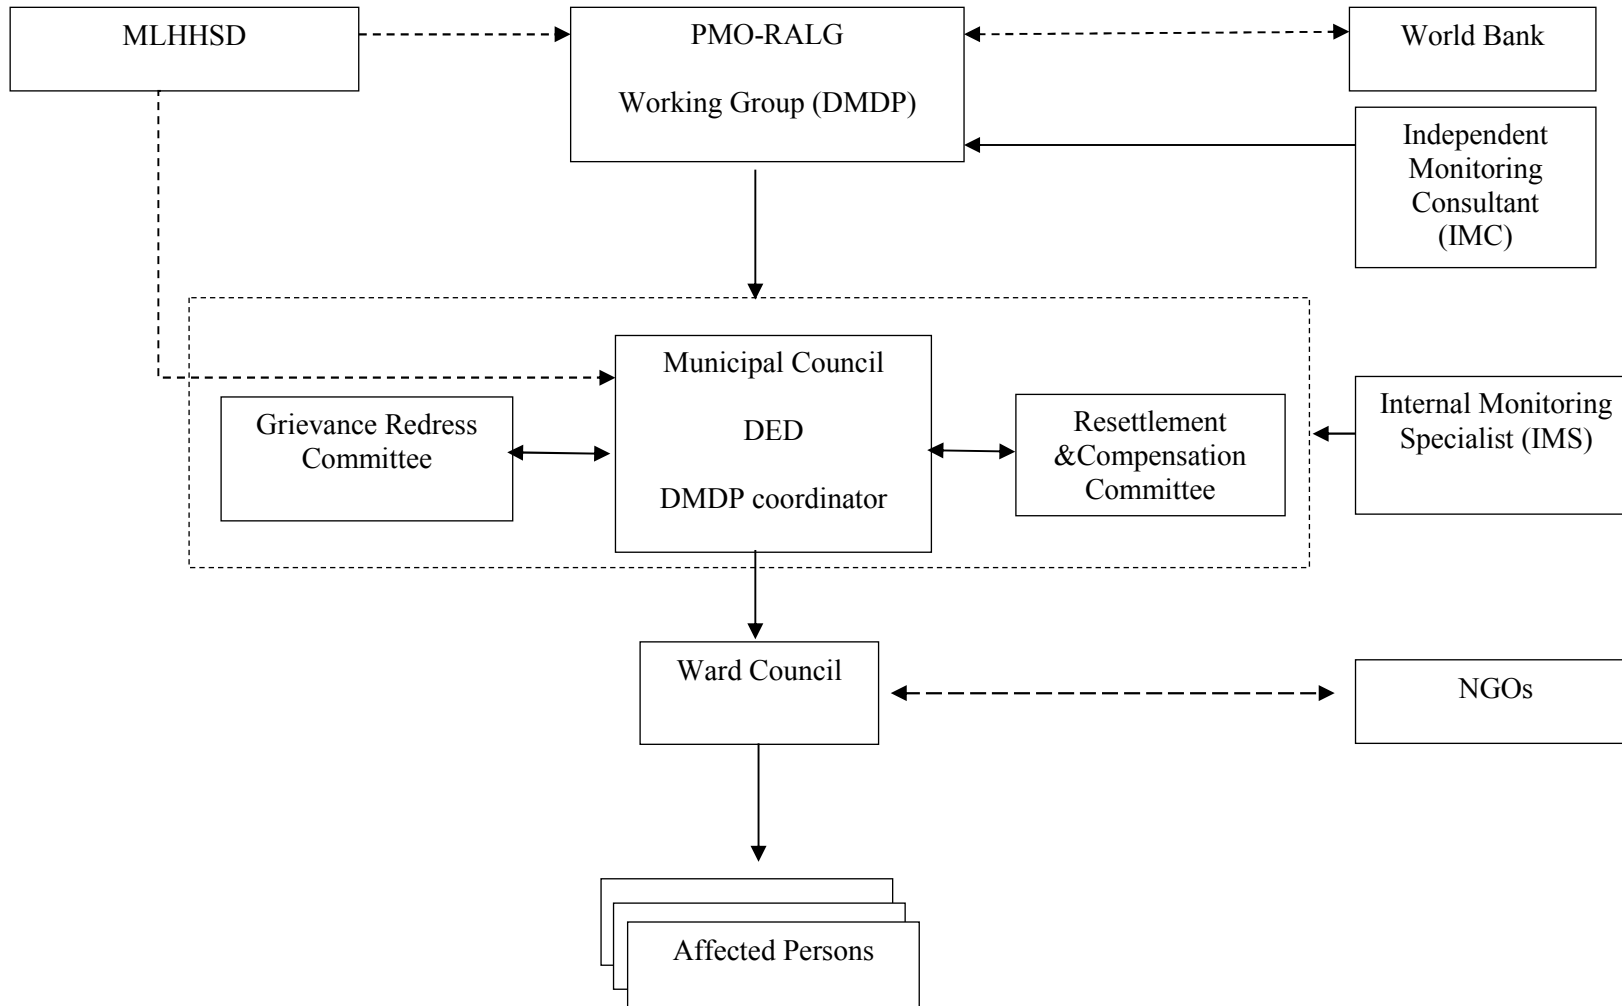 MLHHSD
PMO-RALG
Working Group (DMDP)
World Bank
Independent
Monitoring
Consultant
(IMC)
Municipal Council
DED
DMDP coordinator
Grievance Redress
Committee
Resettlement
&Compensation
Committee
Internal Monitoring
Specialist (IMS)
Ward Council
NGOs
Affected Persons